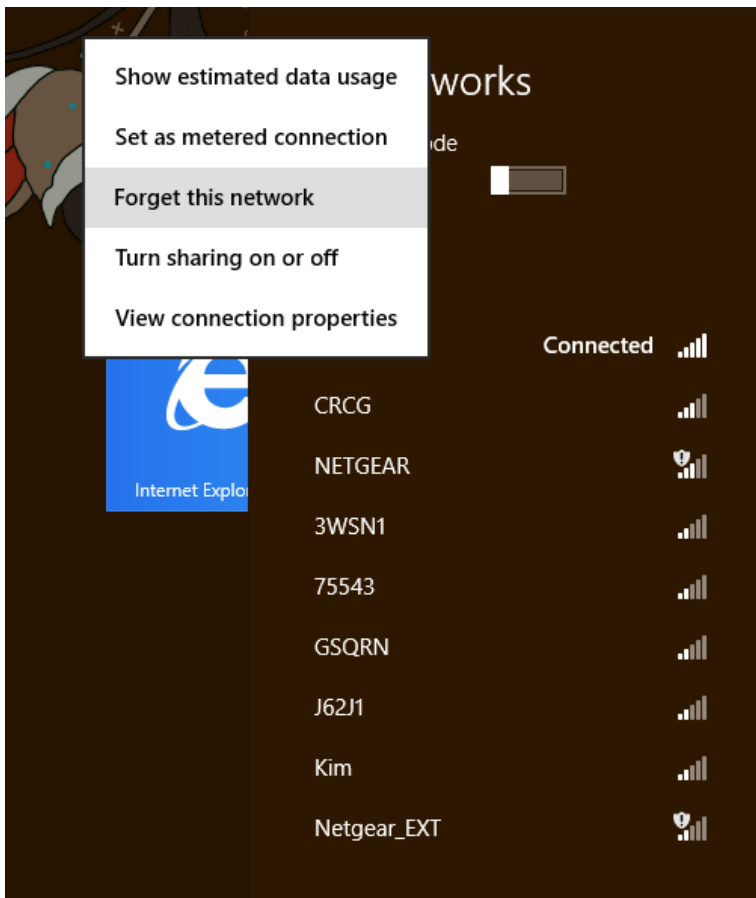 Show estimated data usage
works
Set as metered connection
de
Forget this network
Turn sharing on or off
View connection properties
Connected
CRCG
NETGEAR
Internet Explo
3WSN1
75543
GSQRN
J62J1
Kim
Netgear_EXT